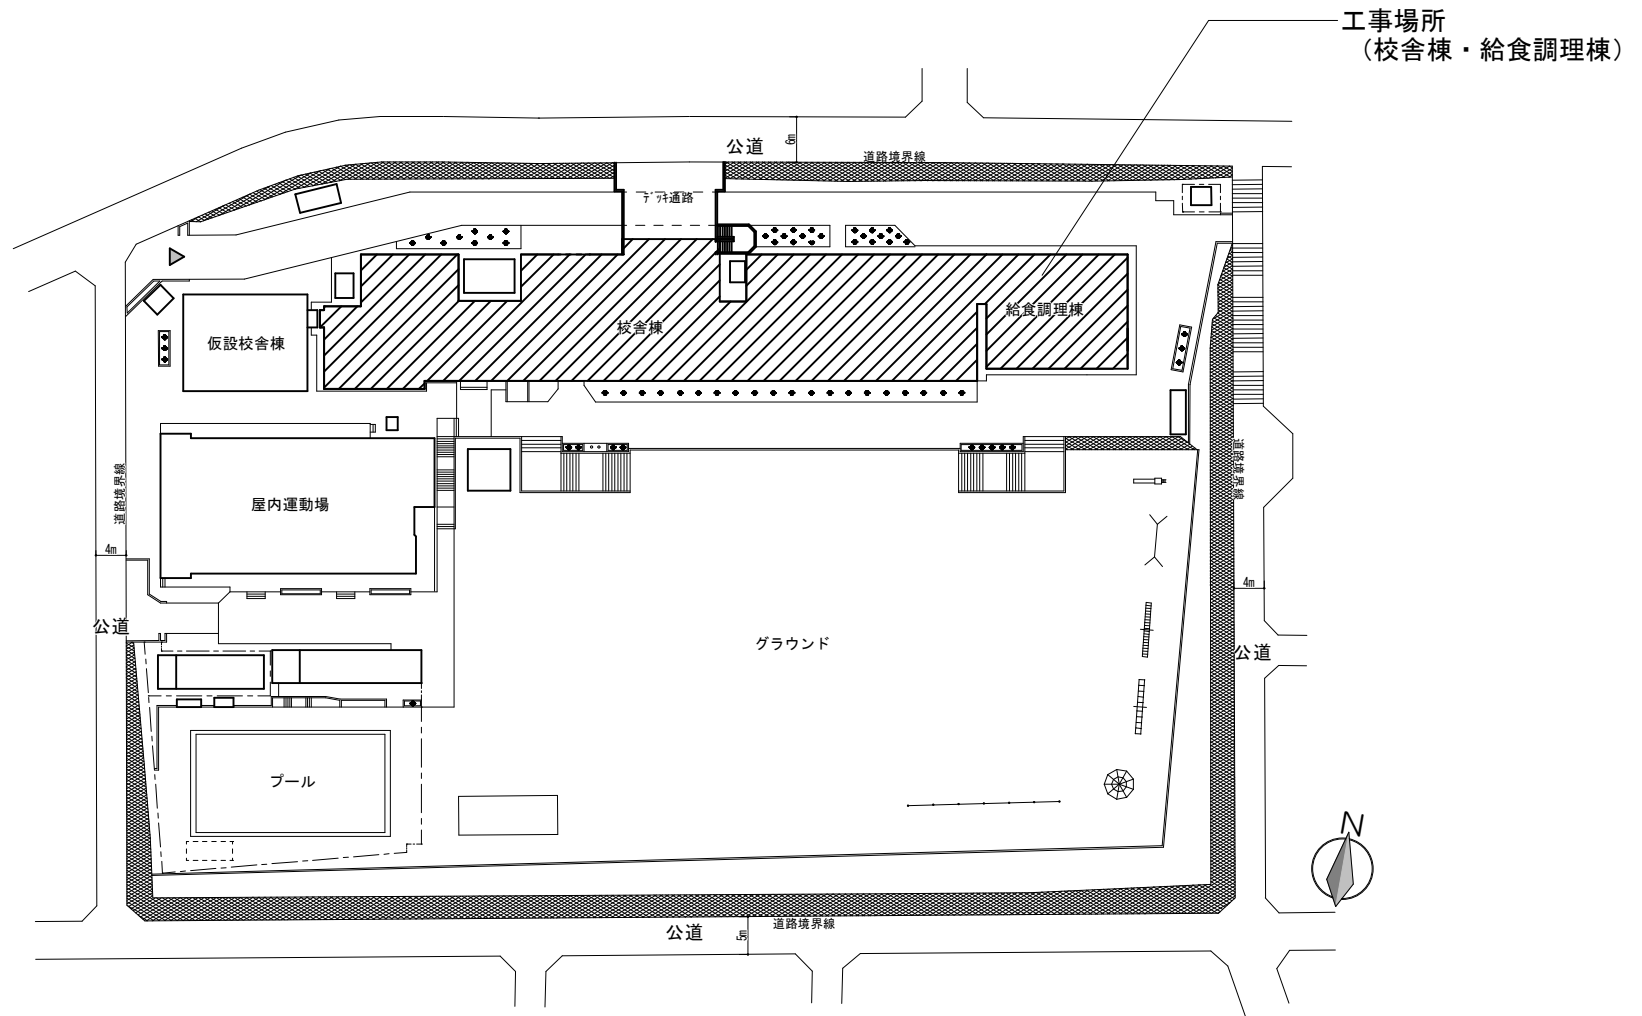 工事場所
(校舎棟・給食調理棟)
公道
6m
道路境界線
デッキ通路
給食調理棟
校舎棟
仮設校舎棟
道路境界線
道路境界線
屋内運動場
4m
4m
公道
グラウンド
公道
プール
N
公道
5m
道路境界線